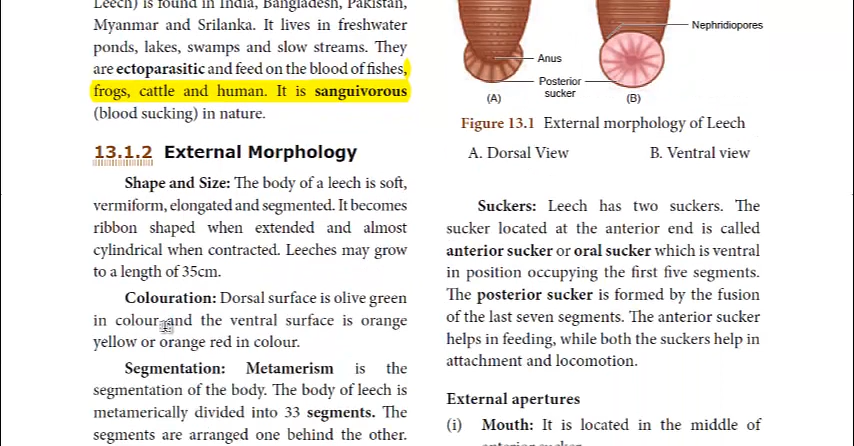 Leech) is found in India, Bangladesh, Pakistan,
Myanmar and Srilanka. It lives in freshwater
ponds, lakes, swamps and slow streams. They
are ectoparasitic and feed on the blood of fishes,
frogs, cattle and human. It is sanguivorous
(blood sucking) in nature.
13.1.2 External Morphology
Shape and Size: The body of a leech is soft,
vermiform, elongated and segmented. It becomes
ribbon shaped when extended and almost
cylindrical when contracted. Leeches may grow
to a length of 35cm.
Colouration: Dorsal surface is olive green
in colour and the ventral surface is orange
yellow or orange red in colour.
Segmentation: Metamerism is the
segmentation of the body. The body of leech is
metamerically divided into 33 segments. The
segments are arranged one behind the other.
Nephridiopores
Anus
Posterior
sucker
(A)
(B)
Figure 13.1 External morphology of Leech
A. Dorsal View B. Ventral view
Suckers: Leech has two suckers. The
sucker located at the anterior end is called
anterior sucker or oral sucker which is ventral
in position occupying the first five segments.
The posterior sucker is formed by the fusion
of the last seven segments. The anterior sucker
helps in feeding, while both the suckers help in
attachment and locomotion.
External apertures
(i) Mouth: It is located in the middle of
anterior sucker.